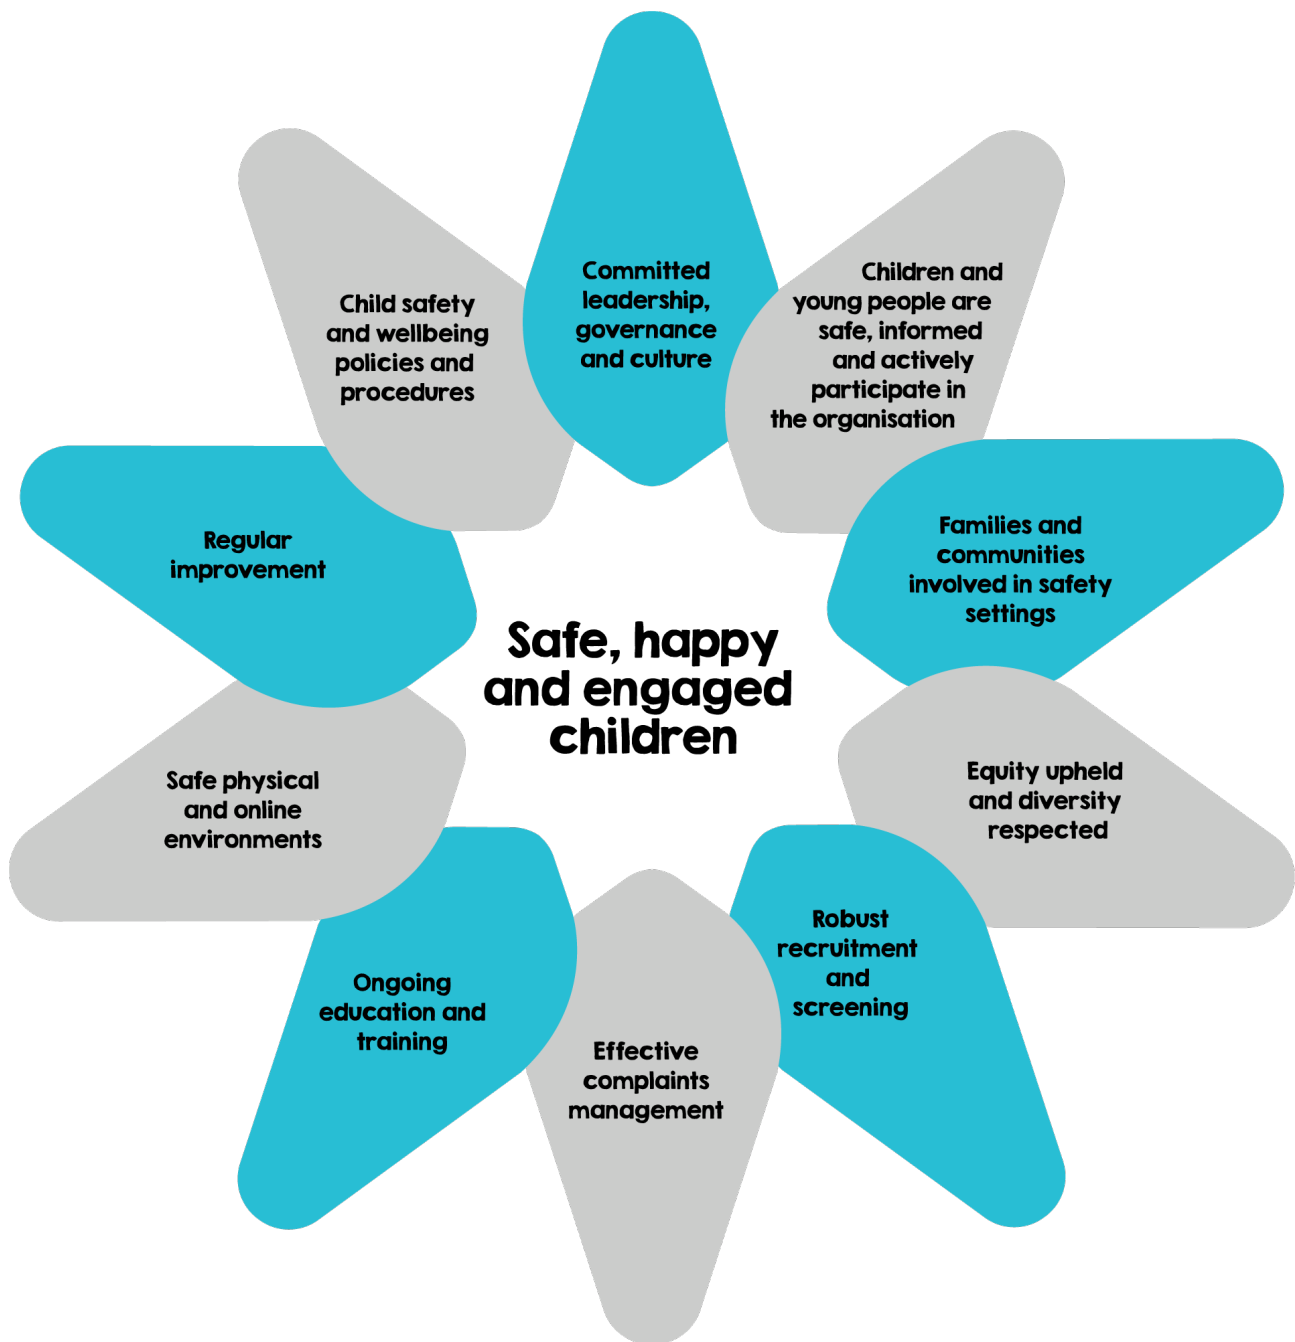 Committed
leadership,
governance
and culture
Children and
young people are
safe, informed
and actively
participate in
the organisation
Families and
communities
involved in safety
settings
Equity upheld
and diversity
respected
Robust
recruitment
and
screening
Effective
complaints
management
Ongoing
education and
training
Safe physical
and online
environments
Regular
improvement
Child safety
and wellbeing
policies and
procedures
Safe, happy
and engaged
children